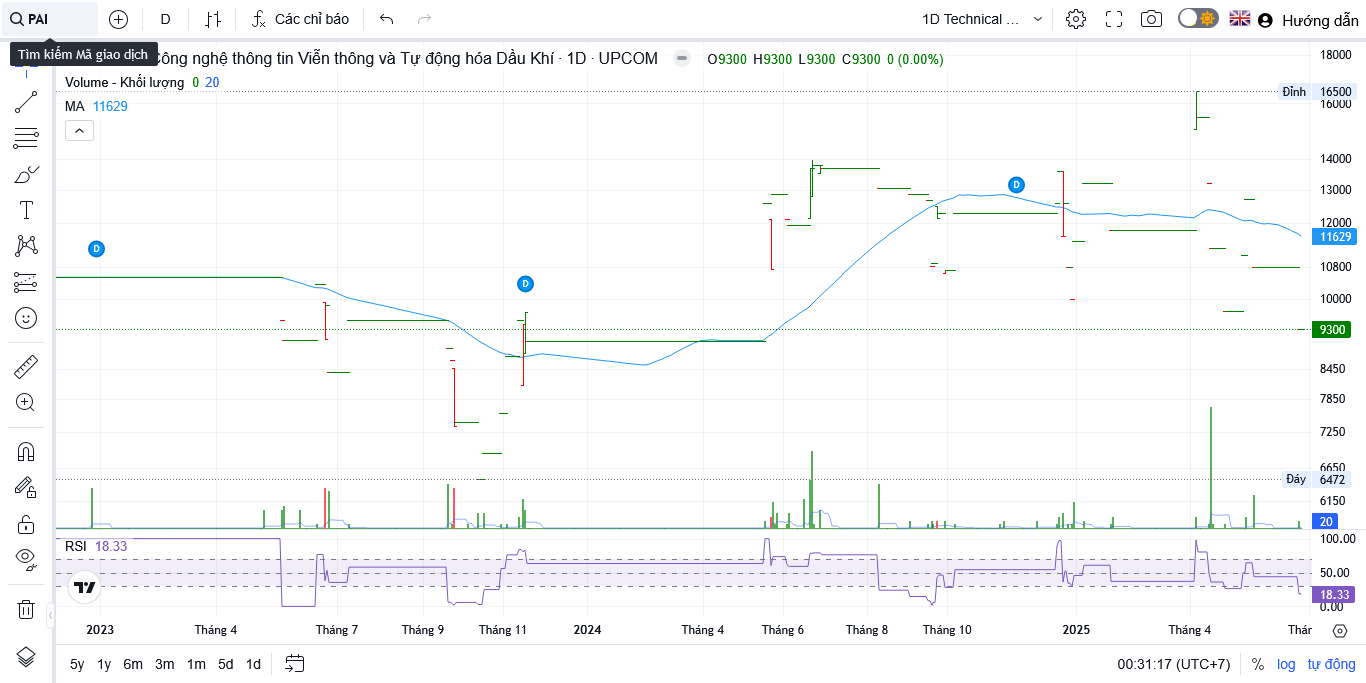 PAI
D
Các chỉ báo
1D Technical ...
Hướng dẫn
Tìm kiếm Mã giao dịch
Công nghệ thông tin Viễn thông và Tự động hóa Dầu Khí · 1D · UPCOM
O9300 H9300 L9300 C9300 0 (0.00%)
Volume - Khối lượng 0 20
MA 11629
18000
Đỉnh 16500
16000
14000
13000
12000
11629
10800
10000
9300
8450
7850
7250
6650
Đáy 6472
6150
20
D
D
D
RSI 18.33
100.00
50.00
18.33
0.00
2023 Tháng 4 Tháng 7 Tháng 9 Tháng 11 2024 Tháng 4 Tháng 6 Tháng 8 Tháng 10 2025 Tháng 4 Thár
5y 1y 6m 3m 1m 5d 1d
00:31:17 (UTC+7) % log tự động